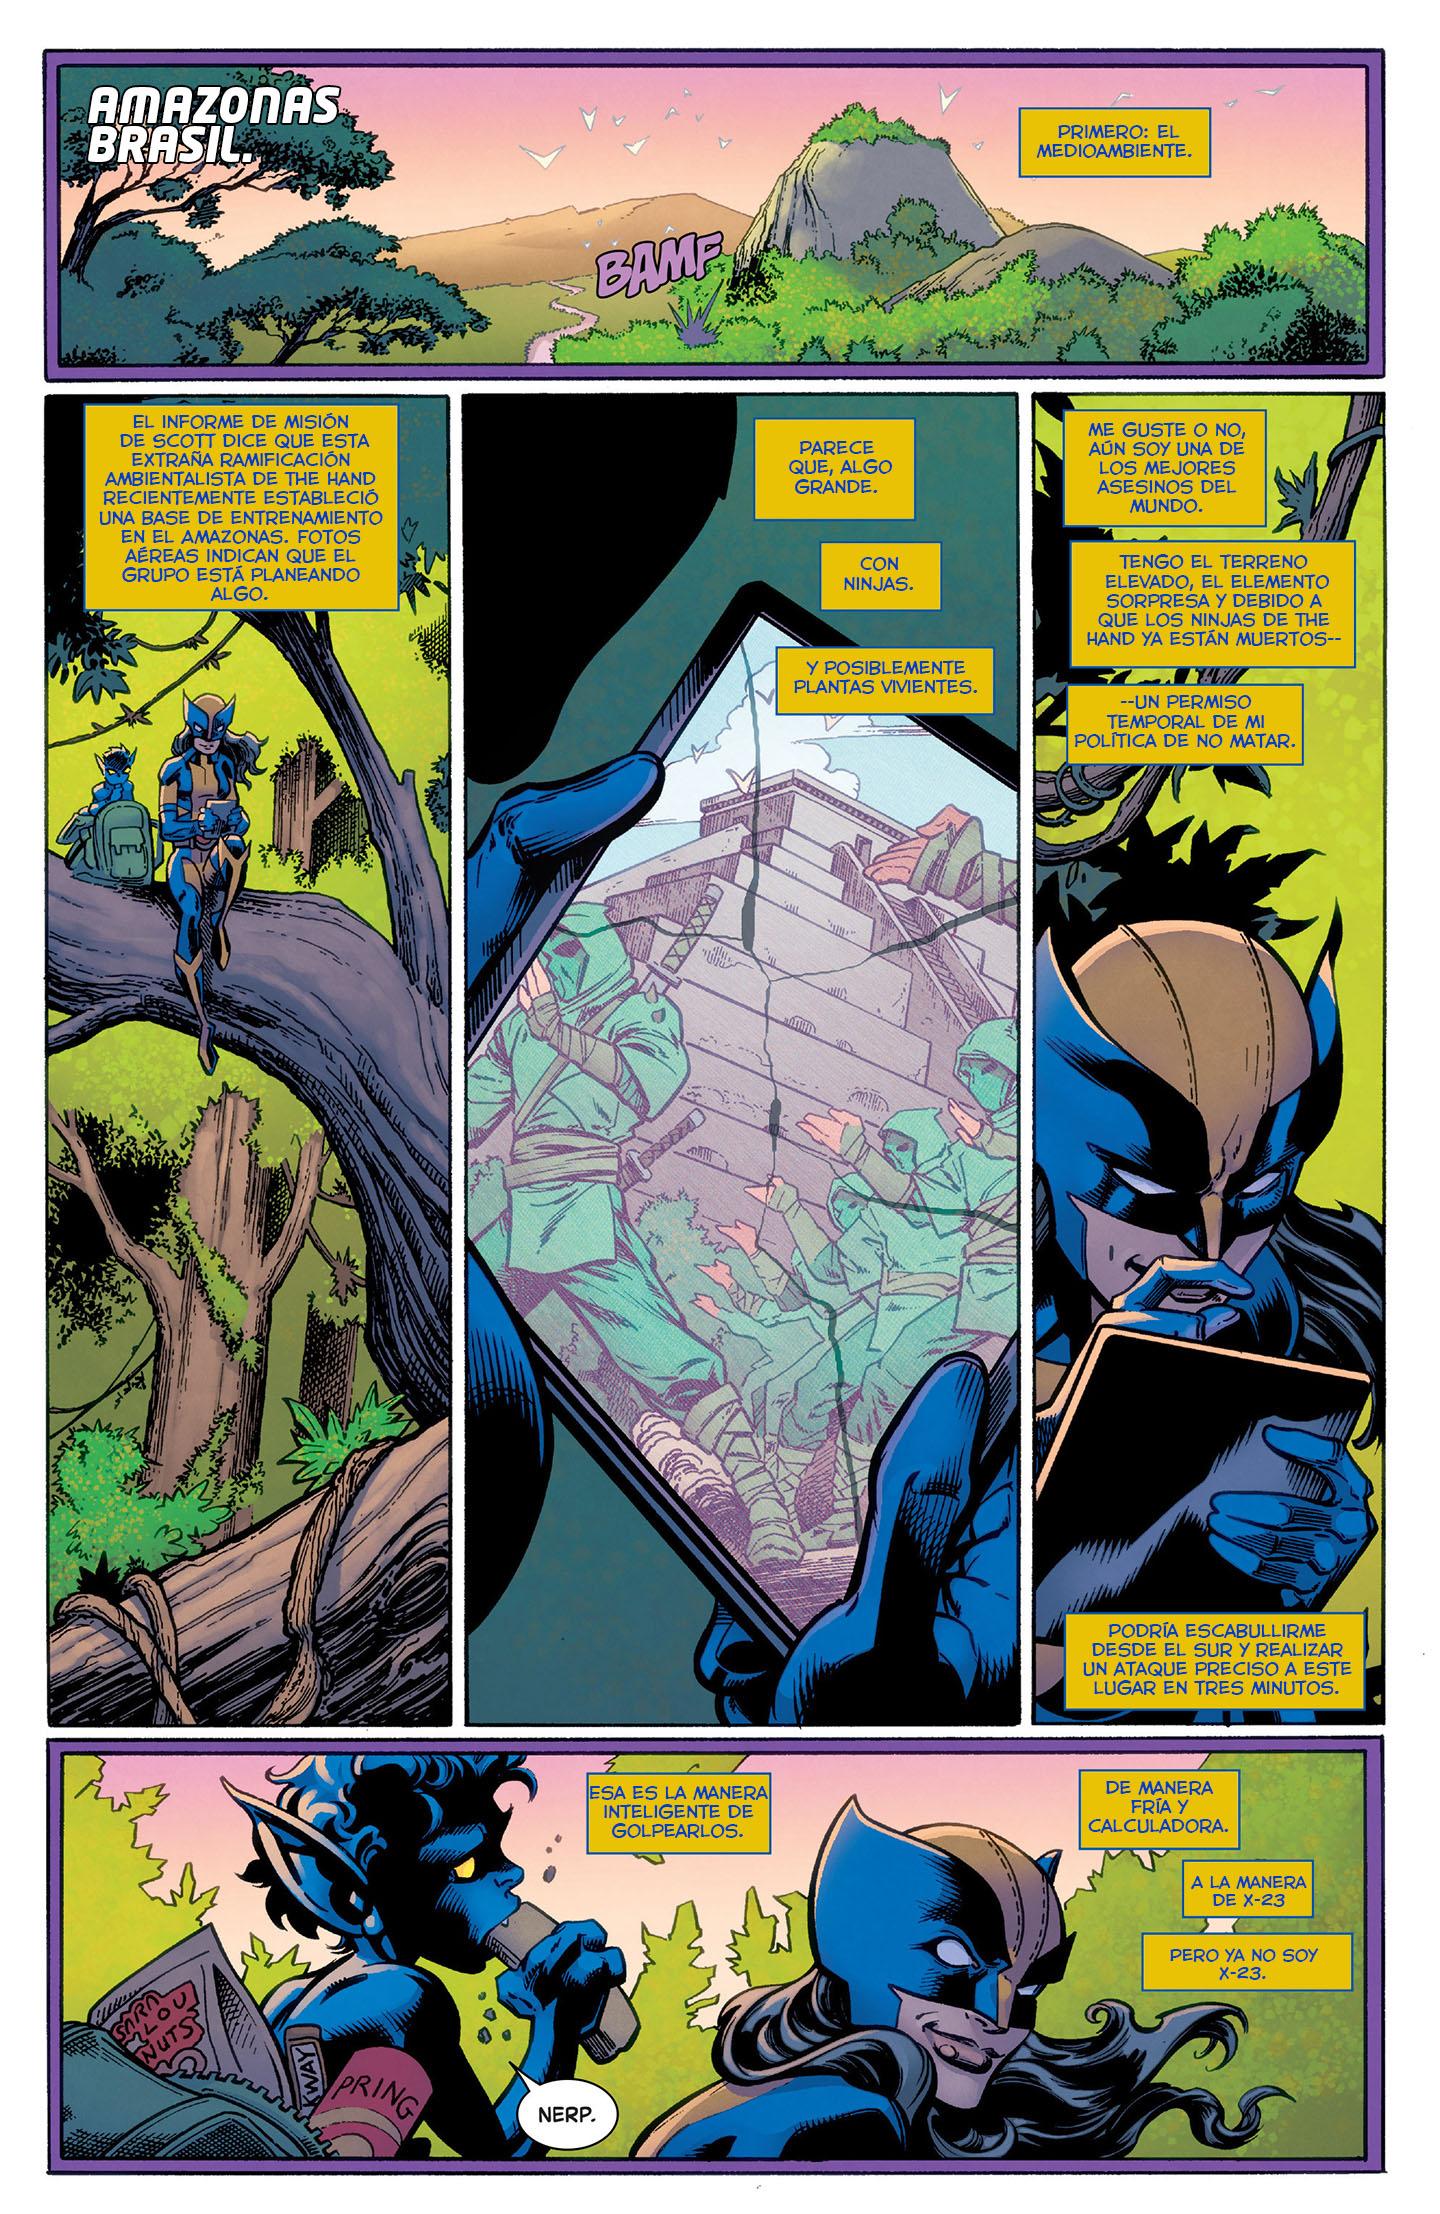 AMAZONAS
BRASIL.
PRIMERO: EL
MEDIOAMBIENTE.
BAMF
EL INFORME DE MISIÓN
DE SCOTT DICE QUE ESTA
EXTRAÑA RAMIFICACIÓN
AMBIENTALISTA DE THE HAND
RECIENTEMENTE ESTABLECIÓ
UNA BASE DE ENTRENAMIENTO
EN EL AMAZONAS. FOTOS
AÉREAS INDICAN QUE EL
GRUPO ESTÁ PLANEANDO
ALGO.
PARECE
QUE, ALGO
GRANDE.
CON
NINJAS.
Y POSIBLEMENTE
PLANTAS VIVIENTES.
ME GUSTE O NO,
AÚN SOY UNA DE
LOS MEJORES
ASESINOS DEL
MUNDO.
TENGO EL TERRENO
ELEVADO, EL ELEMENTO
SORPRESA Y DEBIDO A
QUE LOS NINJAS DE THE
HAND YA ESTÁN MUERTOS--
--UN PERMISO
TEMPORAL DE MI
POLÍTICA DE NO MATAR.
PODRÍA ESCABULLIRME
DESDE EL SUR Y REALIZAR
UN ATAQUE PRECISO A ESTE
LUGAR EN TRES MINUTOS.
ESA ES LA MANERA
INTELIGENTE DE
GOLPEARLOS.
DE MANERA
FRÍA Y
CALCULADORA.
A LA MANERA
DE X-23
PERO YA NO SOY
X-23.
NUTS
KWAY
PRING
NERP.